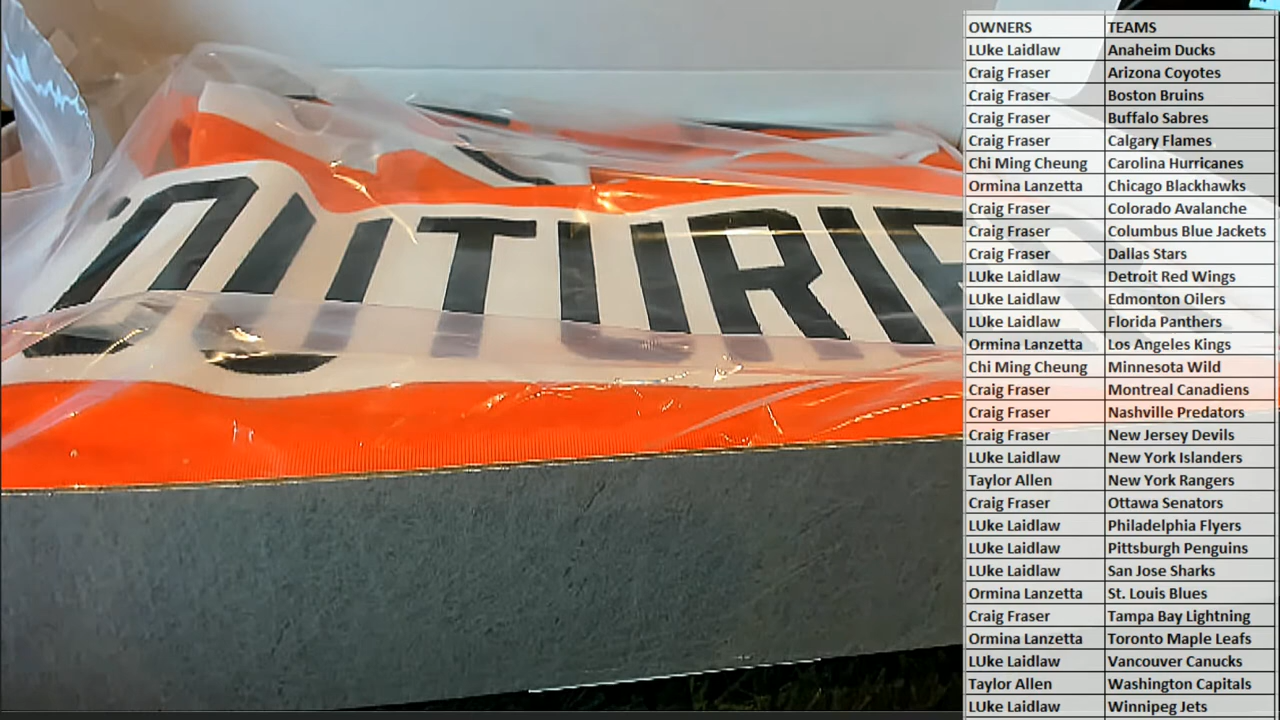 OUTURIE
OWNERS TEAMS
LUke Laidlaw Anaheim Ducks
Craig Fraser Arizona Coyotes
Craig Fraser Boston Bruins
Craig Fraser Buffalo Sabres
Craig Fraser Calgary Flames
Chi Ming Cheung Carolina Hurricanes
Ormina Lanzetta Chicago Blackhawks
Craig Fraser Colorado Avalanche
Craig Fraser Columbus Blue Jackets
Craig Fraser Dallas Stars
LUke Laidlaw Detroit Red Wings
LUke Laidlaw Edmonton Oilers
LUke Laidlaw Florida Panthers
Ormina Lanzetta Los Angeles Kings
Chi Ming Cheung Minnesota Wild
Craig Fraser Montreal Canadiens
Craig Fraser Nashville Predators
Craig Fraser New Jersey Devils
LUke Laidlaw New York Islanders
Taylor Allen New York Rangers
Craig Fraser Ottawa Senators
LUke Laidlaw Philadelphia Flyers
LUke Laidlaw Pittsburgh Penguins
LUke Laidlaw San Jose Sharks
Ormina Lanzetta St. Louis Blues
Craig Fraser Tampa Bay Lightning
Ormina Lanzetta Toronto Maple Leafs
LUke Laidlaw Vancouver Canucks
Taylor Allen Washington Capitals
LUke Laidlaw Winnipeg Jets